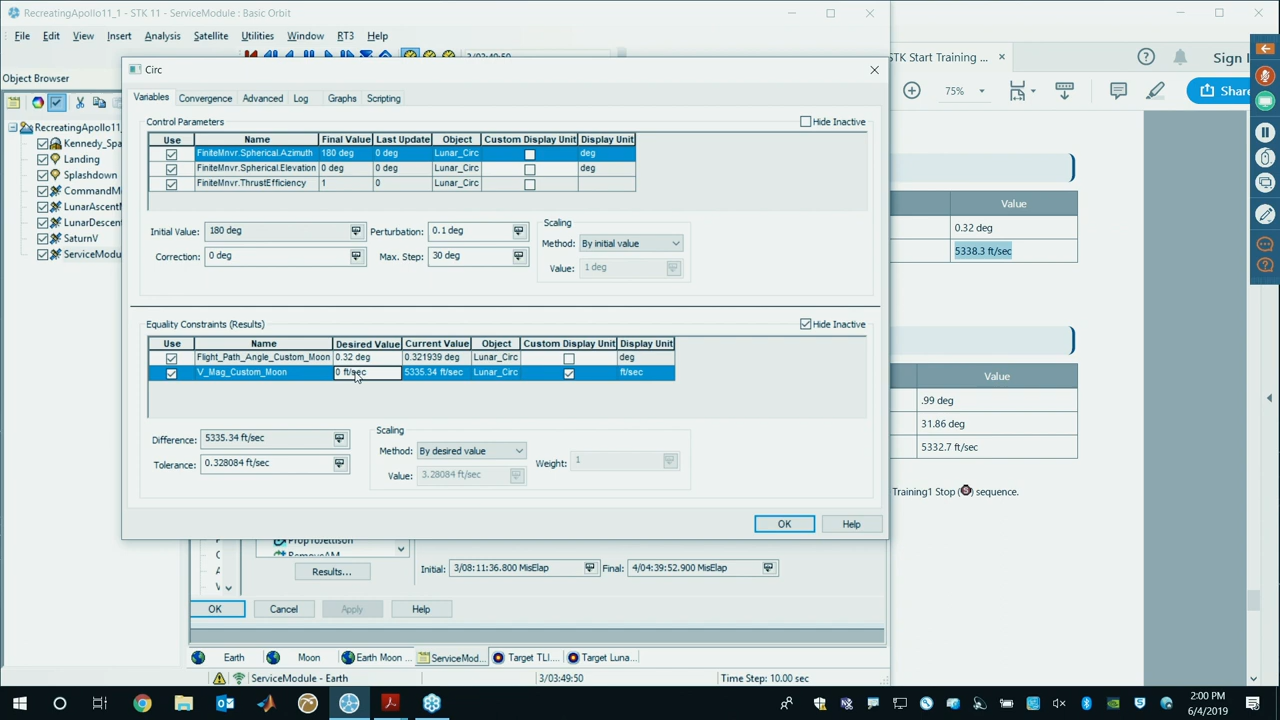 RecreatingApollo11_1 - STK 11 - ServiceModule : Basic Orbit
File Edit View Insert Analysis Satellite Utilities Window RT3 Help
STK Start Training ...
Sign I
Object Browser
Circ
75%
Share
Variables Convergence Advanced Log Graphs Scripting
Control Parameters
Hide Inactive
Use Name Final Value Last Update Object Custom Display Unit Display Unit
FiniteMnvr.Spherical.Azimuth 180 deg 0 deg Lunar_Circ deg
FiniteMnvr.Spherical.Elevation 0 deg 0 deg Lunar_Circ deg
FiniteMnvr.ThrustEfficiency 1 0 Lunar_Circ
RecreatingApollo11_
Kennedy_Spa
Landing
Splashdown
CommandM
LunarAscentM
LunarDescent
SaturnV
ServiceModu
Initial Value: 180 deg Perturbation: 0.1 deg
Correction: 0 deg Max. Step: 30 deg
Scaling
Method: By initial value
Value: 1 deg
Value
0.32 deg
5338.3 ft/sec
Equality Constraints (Results)
Hide Inactive
Use Name Desired Value Current Value Object Custom Display Unit Display Unit
Flight_Path_Angle_Custom_Moon 0.32 deg 0.321939 deg Lunar_Circ deg
V_Mag_Custom_Moon 0 ft/sec 5335.34 ft/sec Lunar_Circ ft/sec
Difference: 5335.34 ft/sec
Tolerance: 0.328084 ft/sec
Scaling
Method: By desired value
Value: 3.28084 ft/sec
Weight: 1
Value
.99 deg
31.86 deg
5332.7 ft/sec
Training1 Stop ( ) sequence.
OK Help
PropToJettison
RemoveAM
Results...
Initial: 3/08:11:36.800 MisElap Final: 4/04:39:52.900 MisElap
OK Cancel Apply Help
Earth Moon Earth Moon ... ServiceMod... Target TLI... Target Luna...
ServiceModule - Earth 3/03:49:50 Time Step: 10.00 sec
2:00 PM
6/4/2019